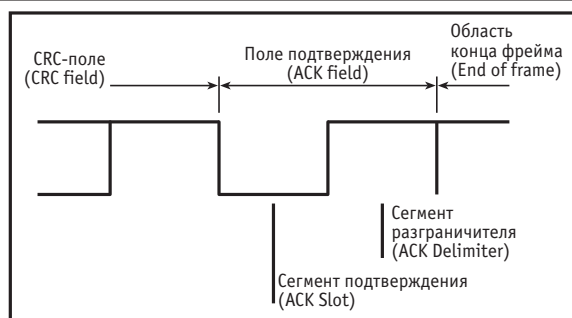 CRC-поле
(CRC field)
Поле подтверждения
(ACK field)
Область
конца фрейма
(End of frame)
Сегмент
разграничителя
(ACK Delimiter)
Сегмент подтверждения
(ACK Slot)